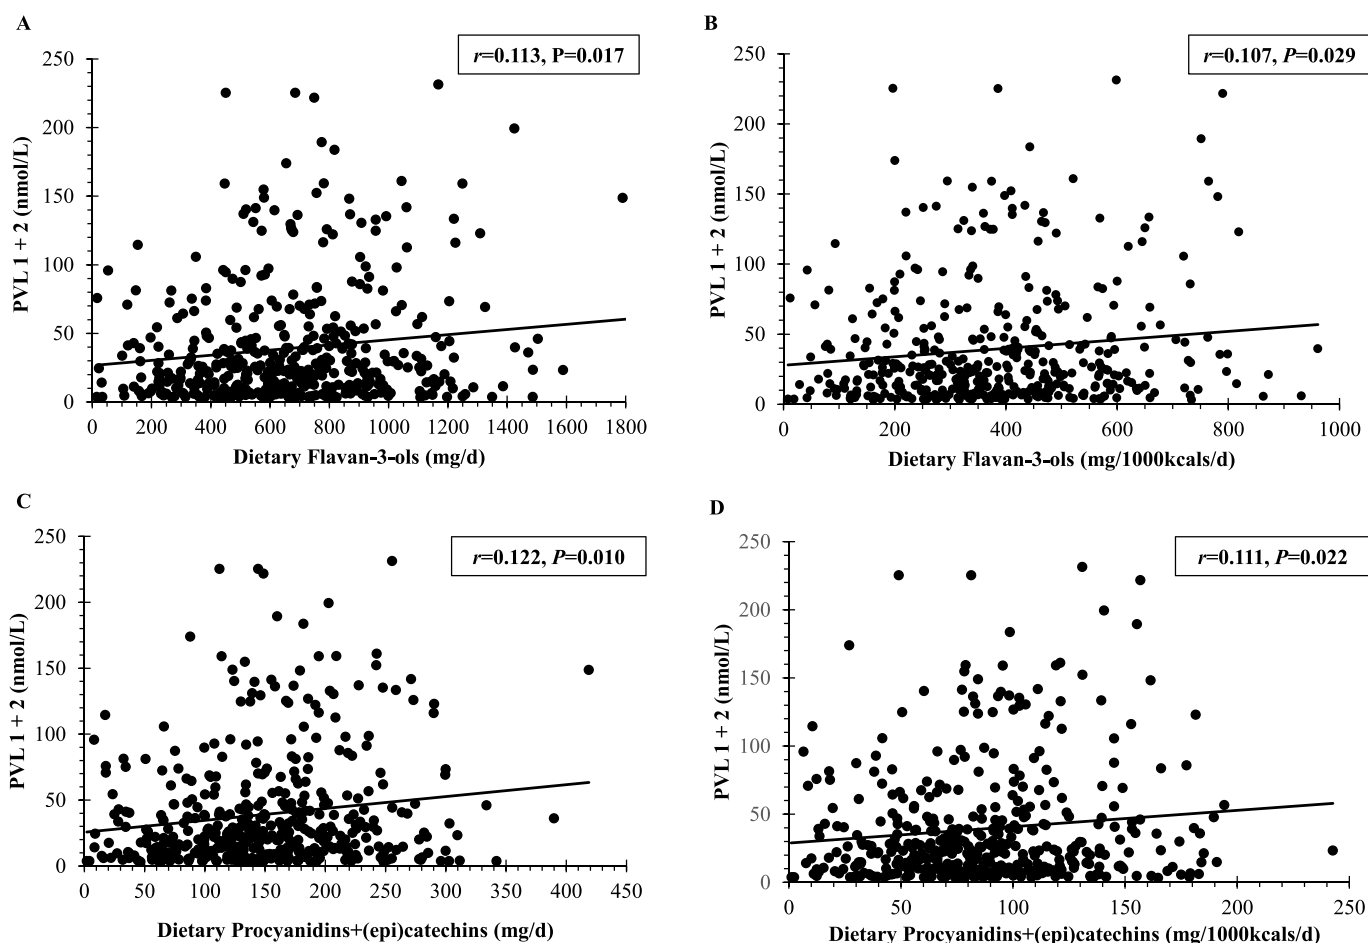 A
r=0.113, P=0.017
PVL 1 + 2 (nmol/L)
250
200
150
100
50
0
0 200 400 600 800 1000 1200 1400 1600 1800
Dietary Flavan-3-ols (mg/d)
B
r=0.107, P=0.029
PVL 1 + 2 (nmol/L)
250
200
150
100
50
0
0 200 400 600 800 1000
Dietary Flavan-3-ols (mg/1000kcals/d)
C
r=0.122, P=0.010
PVL 1 + 2 (nmol/L)
250
200
150
100
50
0
0 50 100 150 200 250 300 350 400 450
Dietary Procyanidins+(epi)catechins (mg/d)
D
r=0.111, P=0.022
PVL 1 + 2 (nmol/L)
250
200
150
100
50
0
0 50 100 150 200 250
Dietary Procyanidins+(epi)catechins (mg/1000kcals/d)